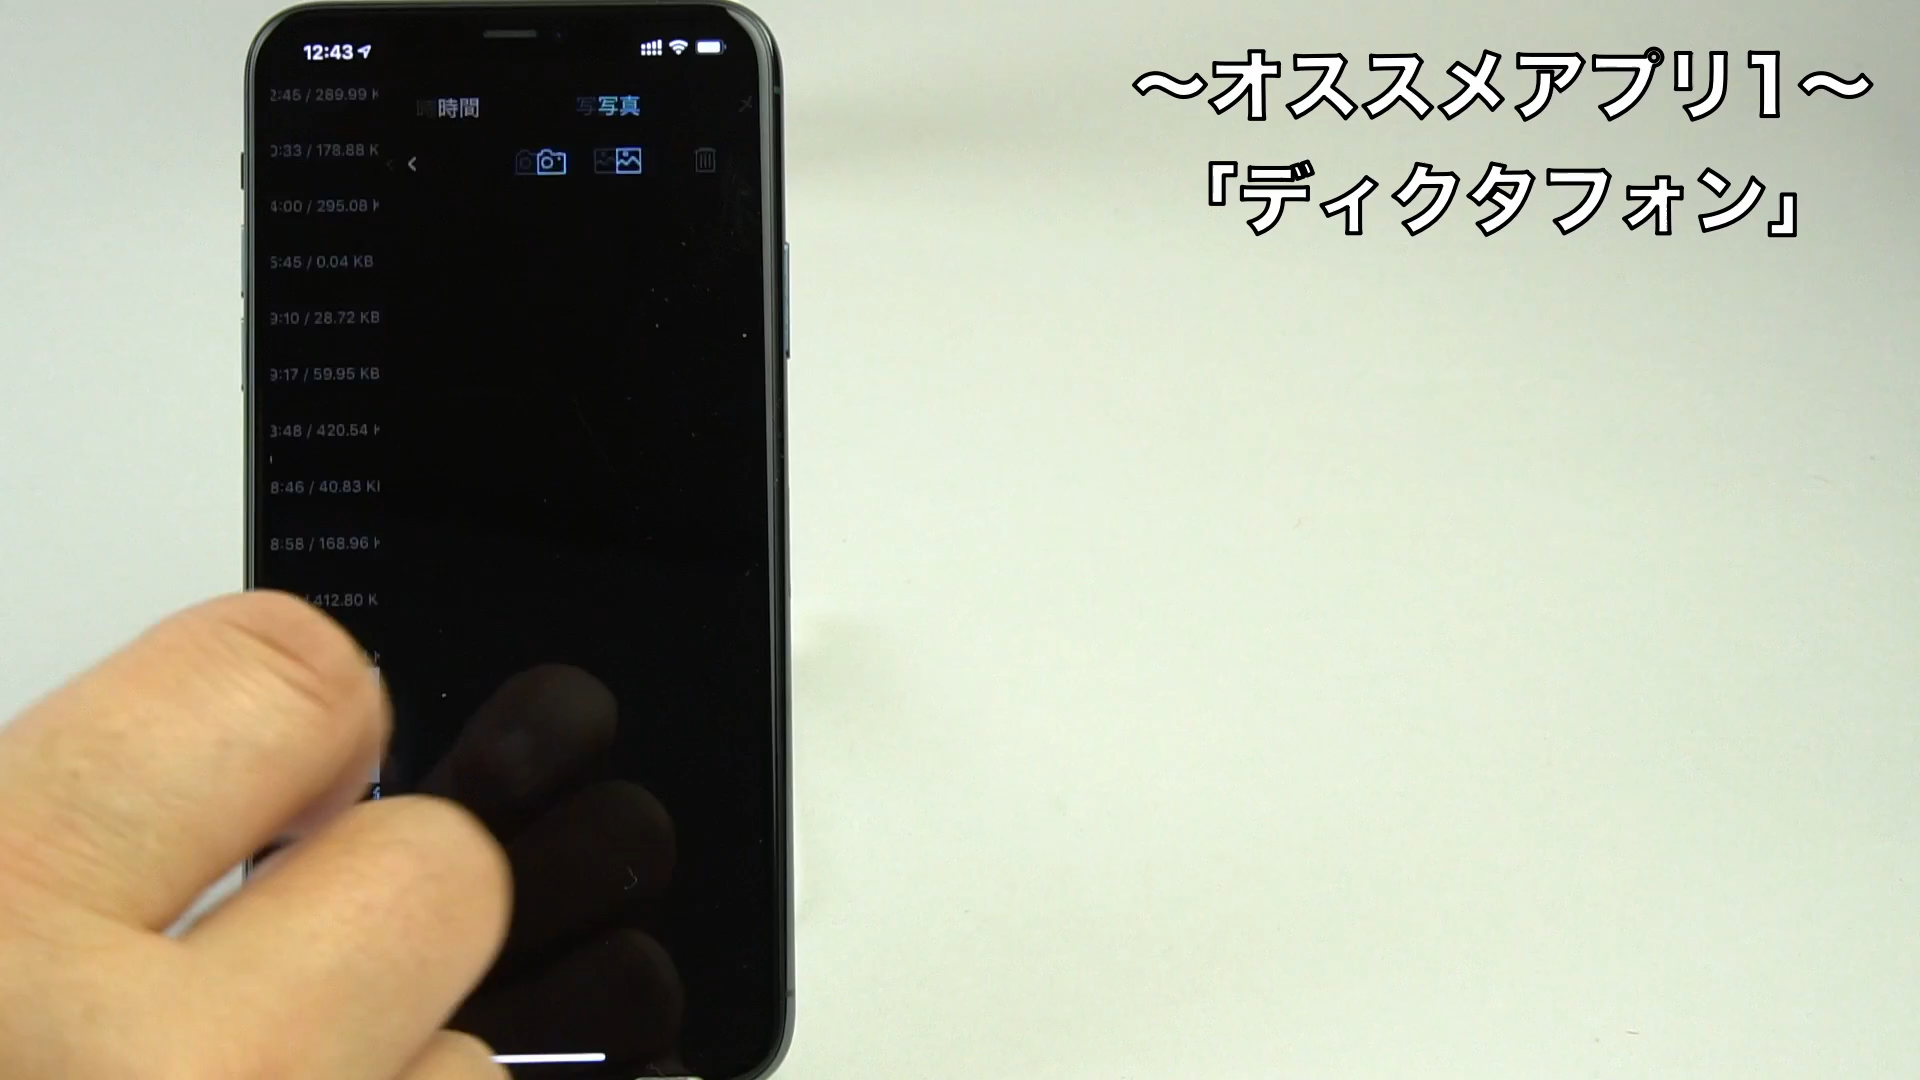 〜オススメアプリ1〜
「ディクタフォン」
12:43
時間 写真
2:45 / 289.99 K
0:33 / 178.88 K
4:00 / 295.08 K
5:45 / 0.04 KB
9:10 / 28.72 KB
9:17 / 59.95 KB
3:48 / 420.54 K
8:46 / 40.83 K
8:58 / 168.96 K
412.80 K